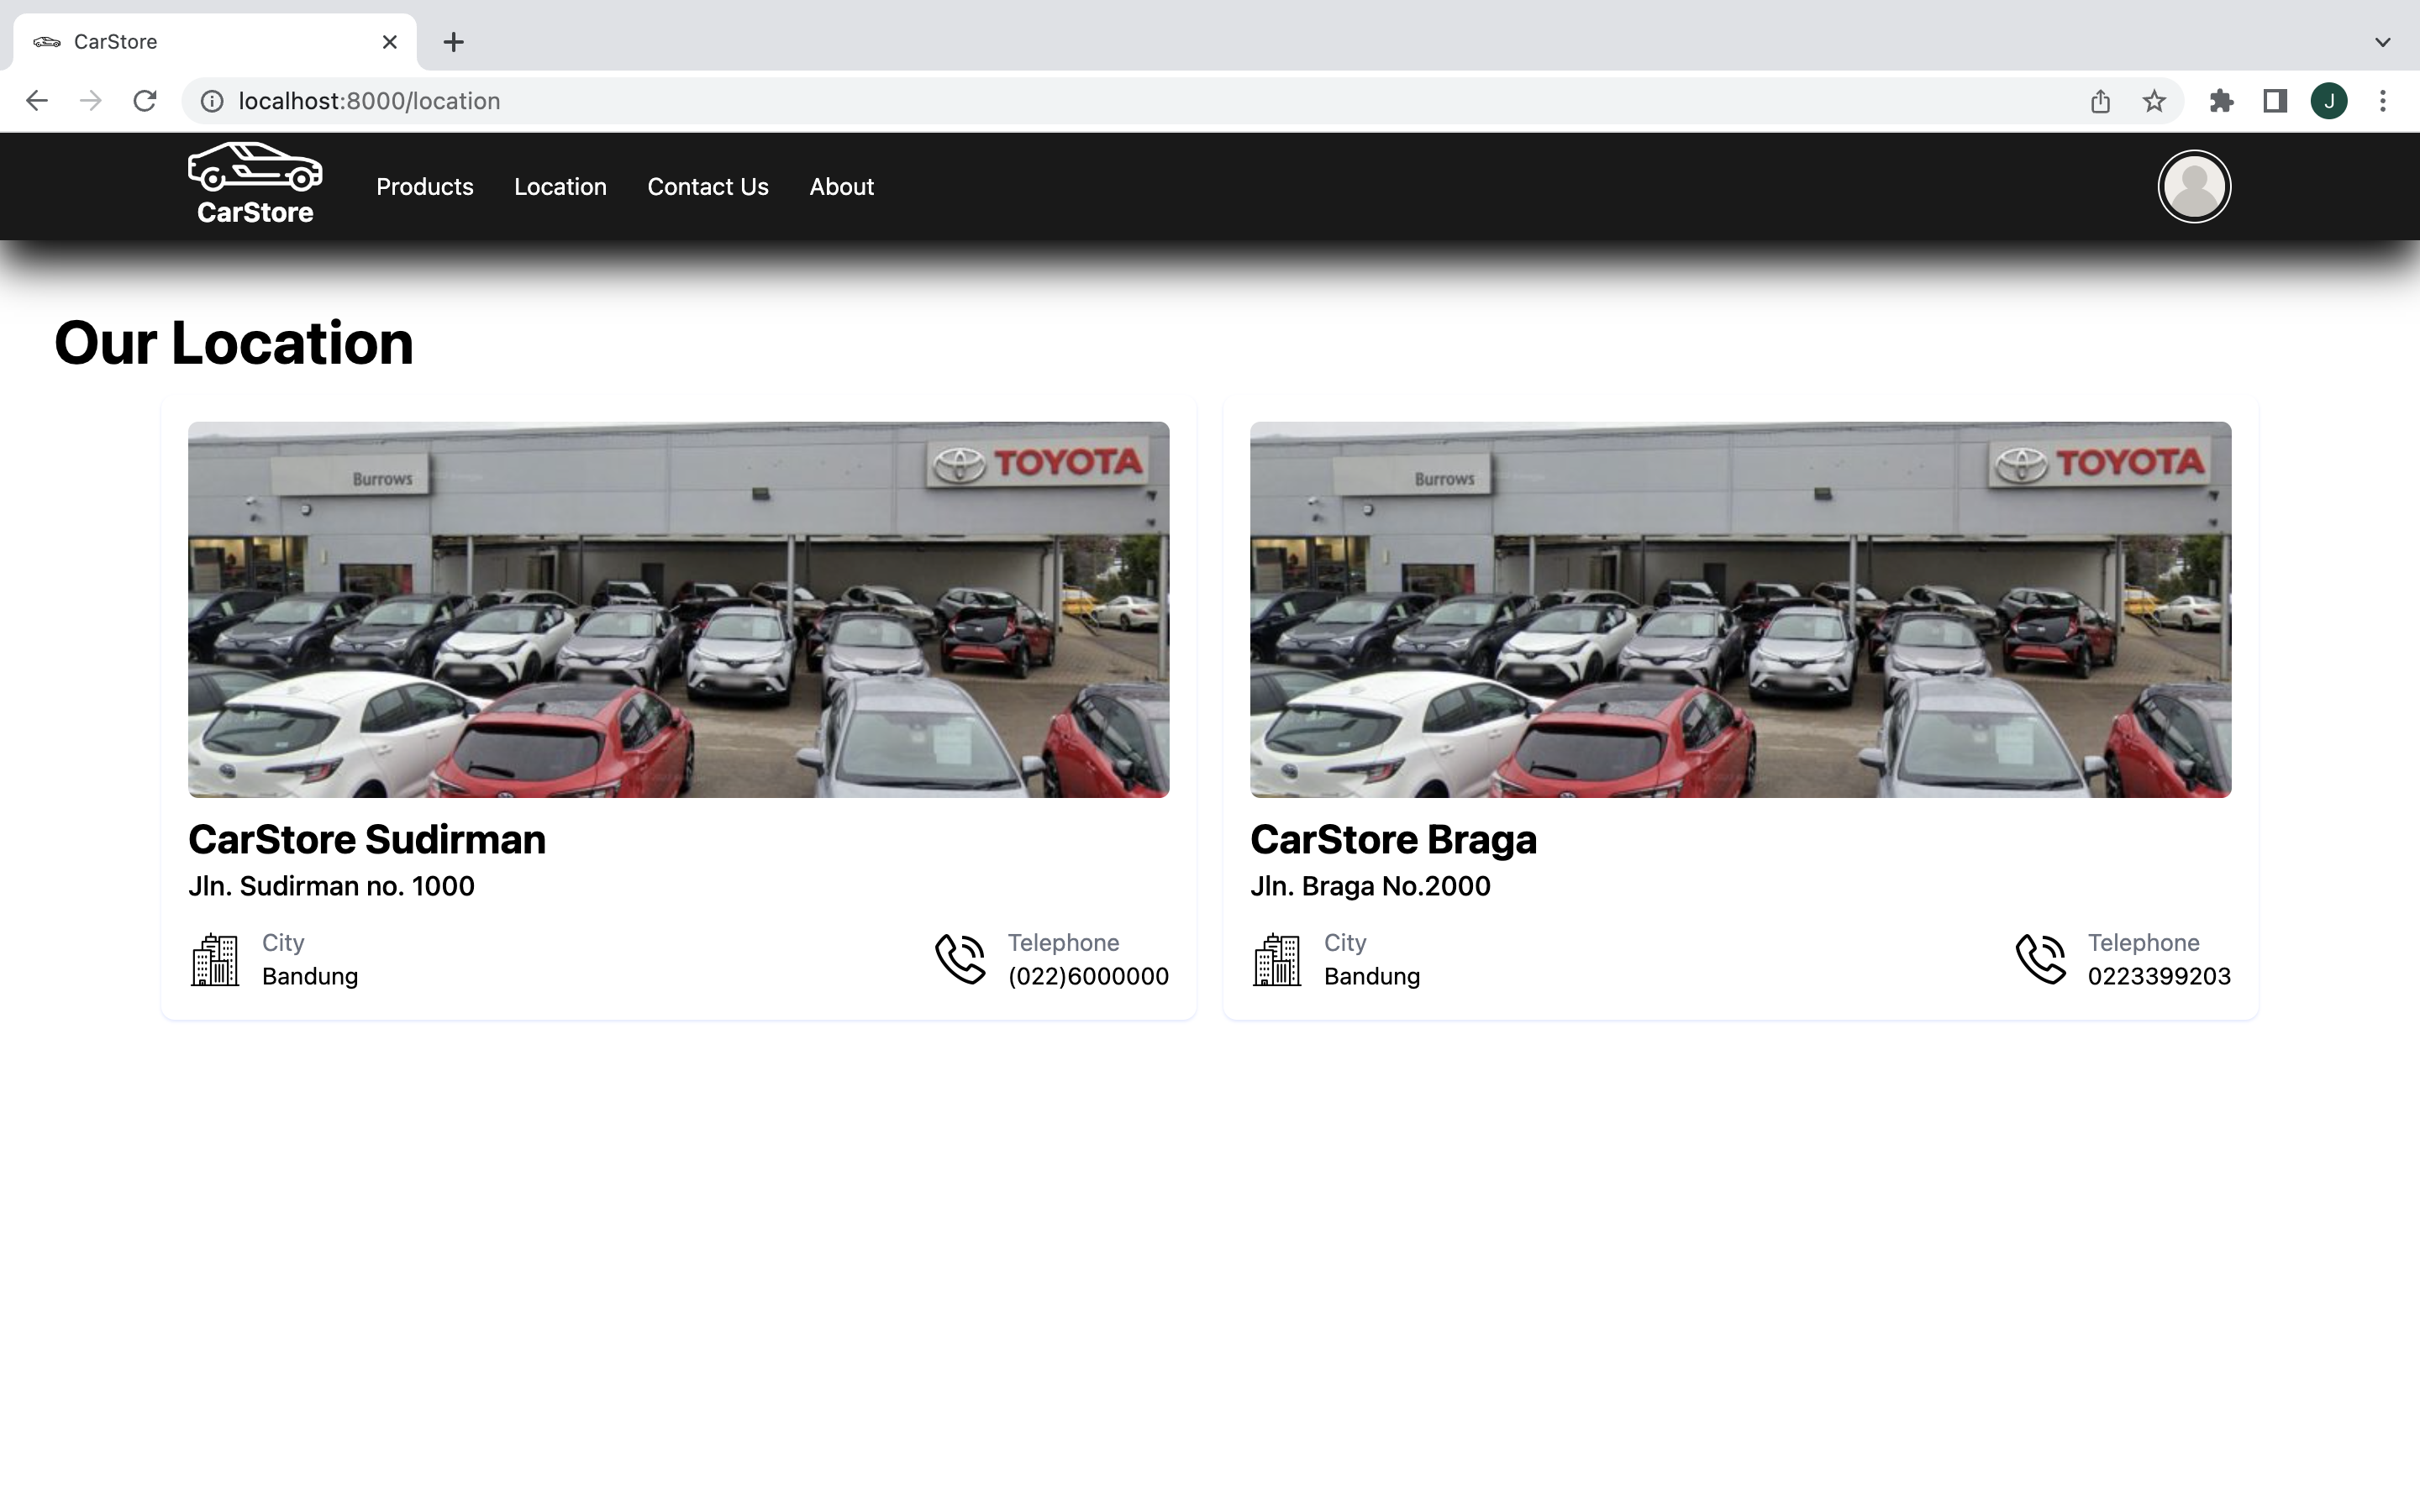 CarStore
localhost:8000/location
J
CarStore
Products Location Contact Us About
Our Location
Burrows
TOYOTA
Burrows
TOYOTA
CarStore Sudirman
Jln. Sudirman no. 1000
City
Bandung
Telephone
(022)6000000
CarStore Braga
Jln. Braga No.2000
City
Bandung
Telephone
0223399203